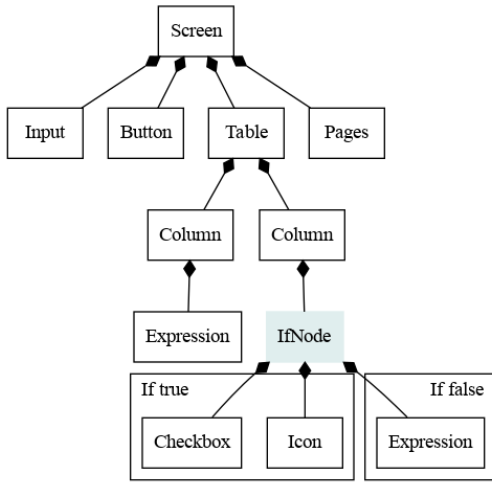 Screen
Input Button Table Pages
Column Column
Expression IfNode
If true If false
Checkbox Icon Expression